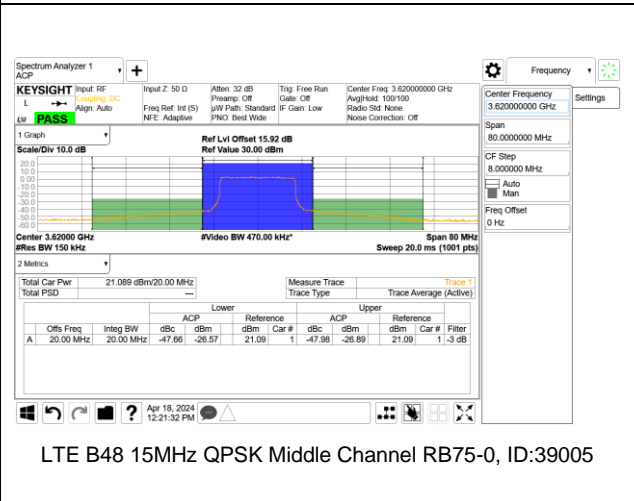 Spectrum Analyzer 1
ACP
+
Frequency
KEYSIGHT Input: RF Input Z: 50 Ω Atten: 32 dB Trig: Free Run Center Freq: 3.620000000 GHz
L Coupling: DC Preamp: Off Gate: Off Avg|Hold: 100/100
Align: Auto Freq Ref: Int (S) µW Path: Standard IF Gain: Low Radio Std: None
PASS NFE: Adaptive PNO: Best Wide Noise Correction: Off
Center Frequency
3.620000000 GHz
Settings
Span
80.0000000 MHz
CF Step
8.000000 MHz
Auto
Man
Freq Offset
0 Hz
1 Graph
Ref Lvl Offset 15.92 dB
Scale/Div 10.0 dB Ref Value 30.00 dBm
20.0
10.0
0.00
-10.0
-20.0
-30.0
-40.0
-50.0
-60.0
Center 3.62000 GHz #Video BW 470.00 kHz* Span 80 MHz
#Res BW 150 kHz Sweep 20.0 ms (1001 pts)
2 Metrics
Total Car Pwr 21.089 dBm/20.00 MHz Measure Trace Trace 1
Total PSD --- Trace Type Trace Average (Active)
Lower Upper
ACP Reference ACP Reference
Offs Freq Integ BW dBc dBm dBm Car # dBc dBm dBm Car # Filter
A 20.00 MHz 20.00 MHz -47.66 -26.57 21.09 1 -47.98 -26.89 21.09 1 -3 dB
?
Apr 18, 2024
12:21:32 PM
LTE B48 15MHz QPSK Middle Channel RB75-0, ID:39005